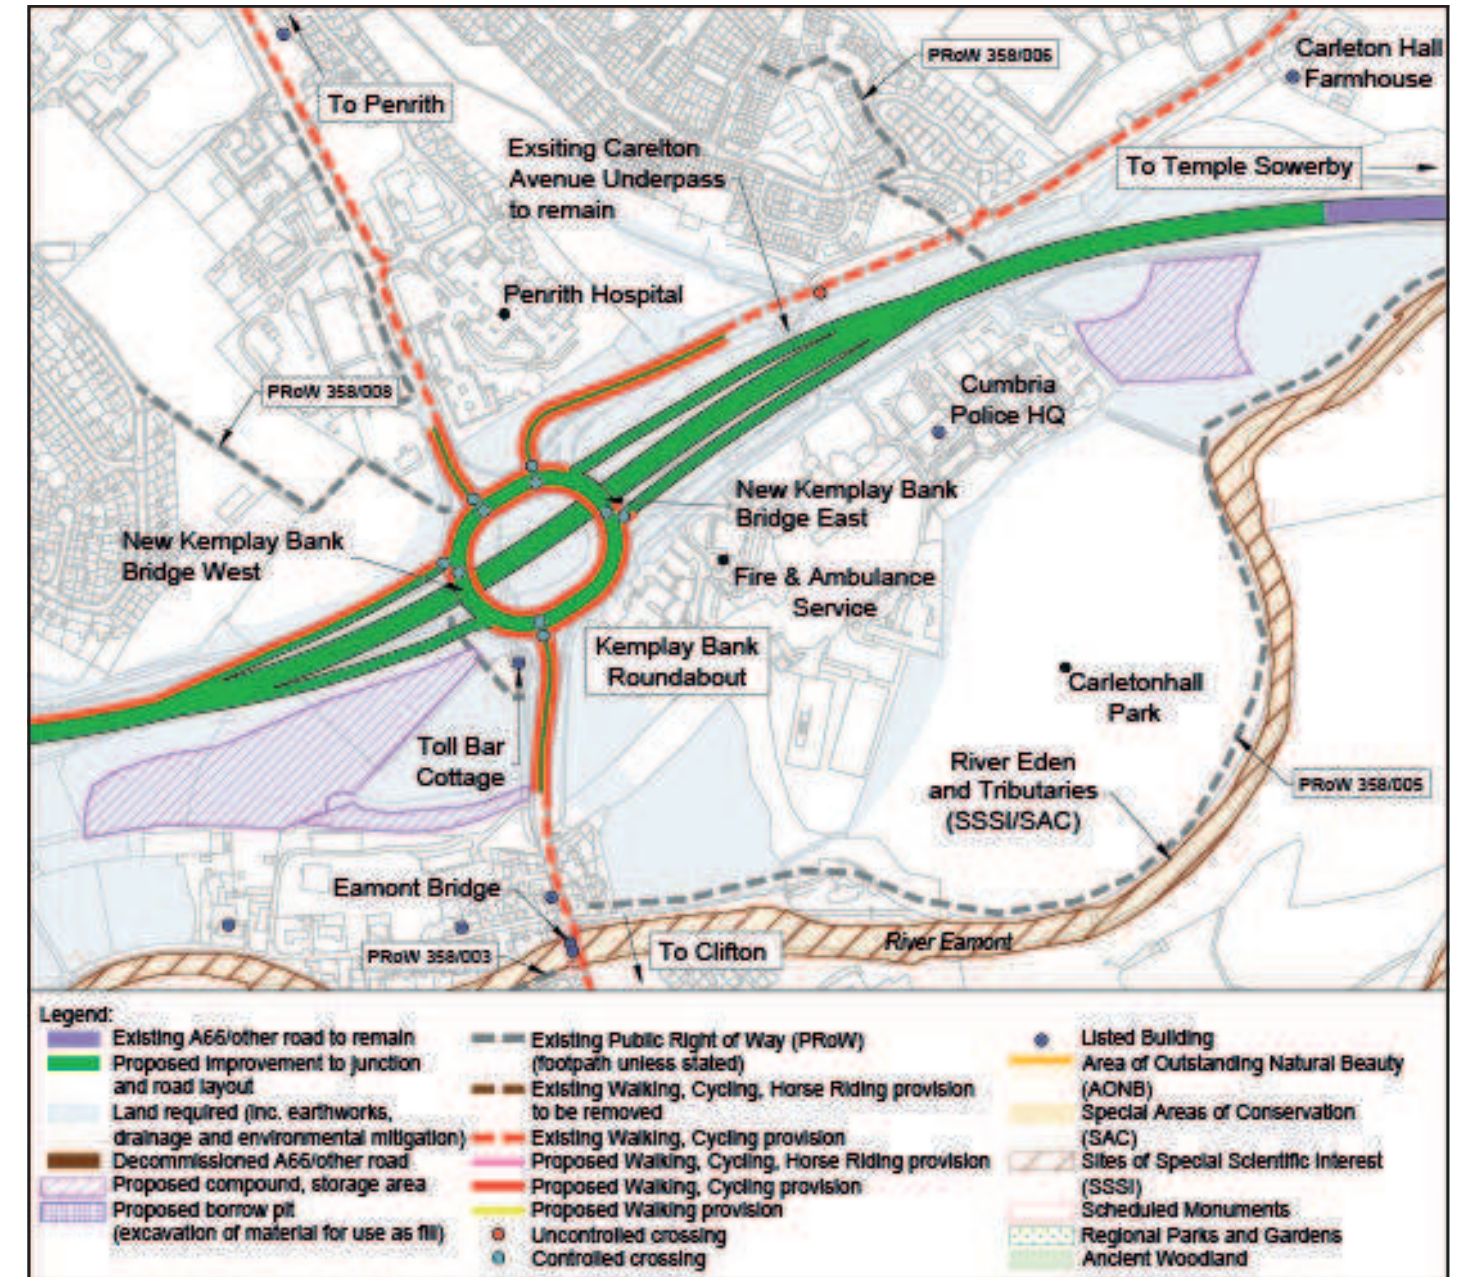 PRoW 358/006
Carleton Hall
Farmhouse
To Penrith
Exsiting Carelton
Avenue Underpass
to remain
To Temple Sowerby
Penrith Hospital
PRoW 358/008
Cumbria
Police HQ
New Kemplay Bank
Bridge East
New Kemplay Bank
Bridge West
Fire & Ambulance
Service
Kemplay Bank
Roundabout
Carletonhall
Park
Toll Bar
Cottage
River Eden
and Tributaries
(SSSI/SAC)
PRoW 358/005
Eamont Bridge
PRoW 358/003
To Clifton
River Eamont
Legend:
Existing A66/other road to remain
Proposed improvement to junction
and road layout
Land required (inc. earthworks,
drainage and environmental mitigation)
Decommissioned A66/other road
Proposed compound, storage area
Proposed borrow pit
(excavation of material for use as fill)
Existing Public Right of Way (PRoW)
(footpath unless stated)
Existing Walking, Cycling, Horse Riding provision
to be removed
Existing Walking, Cycling provision
Proposed Walking, Cycling, Horse Riding provision
Proposed Walking, Cycling provision
Proposed Walking provision
Uncontrolled crossing
Controlled crossing
Listed Building
Area of Outstanding Natural Beauty
(AONB)
Special Areas of Conservation
(SAC)
Sites of Special Scientific Interest
(SSSI)
Scheduled Monuments
Regional Parks and Gardens
Ancient Woodland